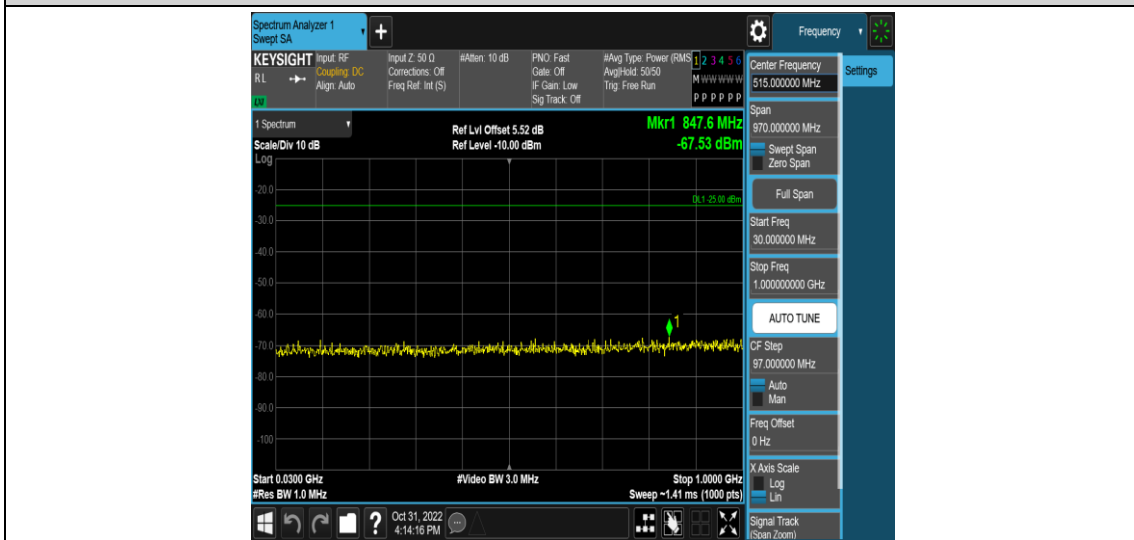 Spectrum Analyzer 1
Swept SA
+
Frequency
KEYSIGHT
RL
LXI
Input: RF
Coupling: DC
Align: Auto
Input Z: 50 Ω
Corrections: Off
Freq Ref: Int (S)
#Atten: 10 dB
PNO: Fast
Gate: Off
IF Gain: Low
Sig Track: Off
#Avg Type: Power (RMS
Avg|Hold: 50/50
Trig: Free Run
1 2 3 4 5 6
M W W W W W
P P P P P P
1 Spectrum
Scale/Div 10 dB
Ref Lvl Offset 5.52 dB
Ref Level -10.00 dBm
Mkr1 847.6 MHz
-67.53 dBm
Log
-20.0
DL1 -25.00 dBm
-30.0
-40.0
-50.0
-60.0
1
-70.0
-80.0
-90.0
-100
Start 0.0300 GHz
#Res BW 1.0 MHz
#Video BW 3.0 MHz
Stop 1.0000 GHz
Sweep ~1.41 ms (1000 pts)
?
Oct 31, 2022
4:14:16 PM
Center Frequency
515.000000 MHz
Settings
Span
970.000000 MHz
Swept Span
Zero Span
Full Span
Start Freq
30.000000 MHz
Stop Freq
1.000000000 GHz
AUTO TUNE
CF Step
97.000000 MHz
Auto
Man
Freq Offset
0 Hz
X Axis Scale
Log
Lin
Signal Track
(Span Zoom)